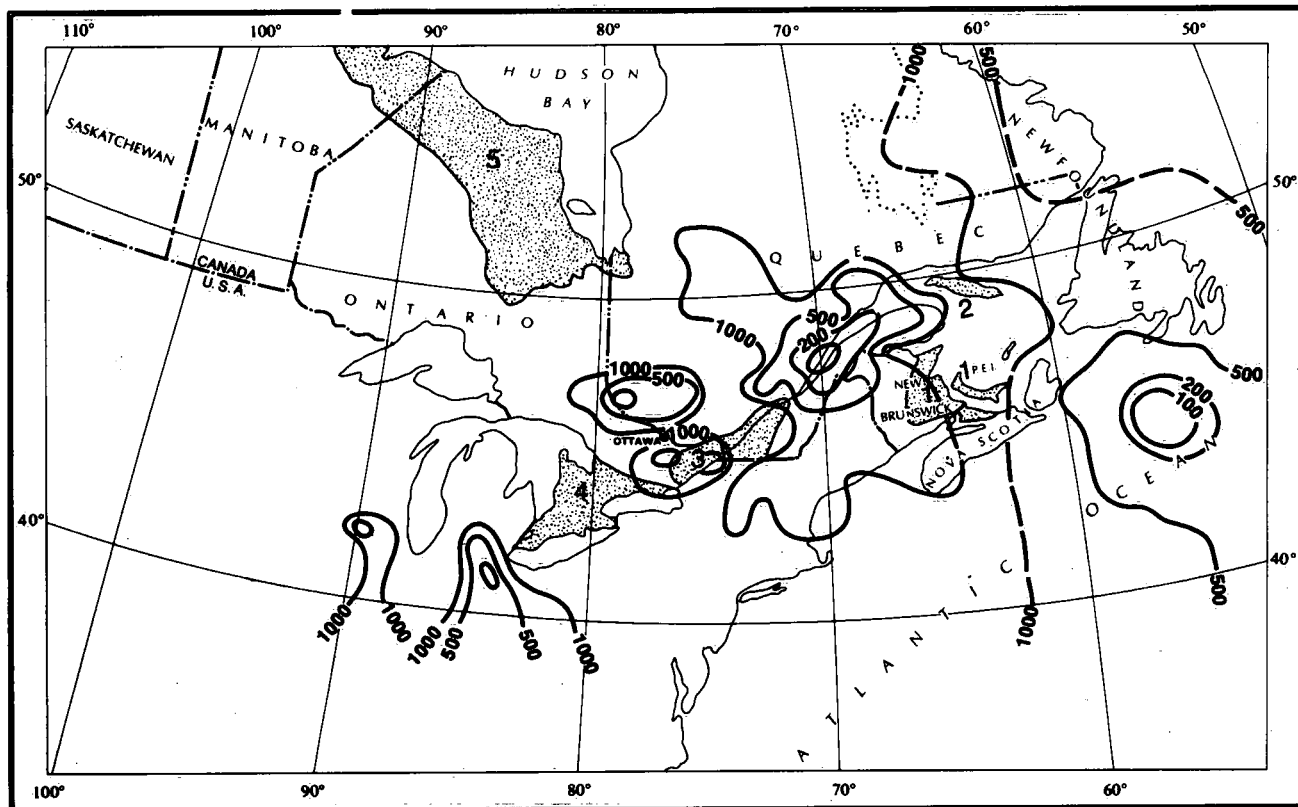 110° 100° 90° 80° 70° 60° 50°
HUDSON
BAY
1000
500
SASKATCHEWAN
MANITOBA
NEWFOUNDLAND
5
50°
50°
500
QUEBEC
CANADA
U.S.A.
ONTARIO
2
500
1000
200
1000
500
1
P.E.I.
500
200
100
NEW
BRUNSWICK
OTTAWA
1000
3
NOVA SCOTIA
4
ATLANTIC OCEAN
40°
40°
1000
1000
1000
500
500
1000
1000
500
100° 90° 80° 70° 60°